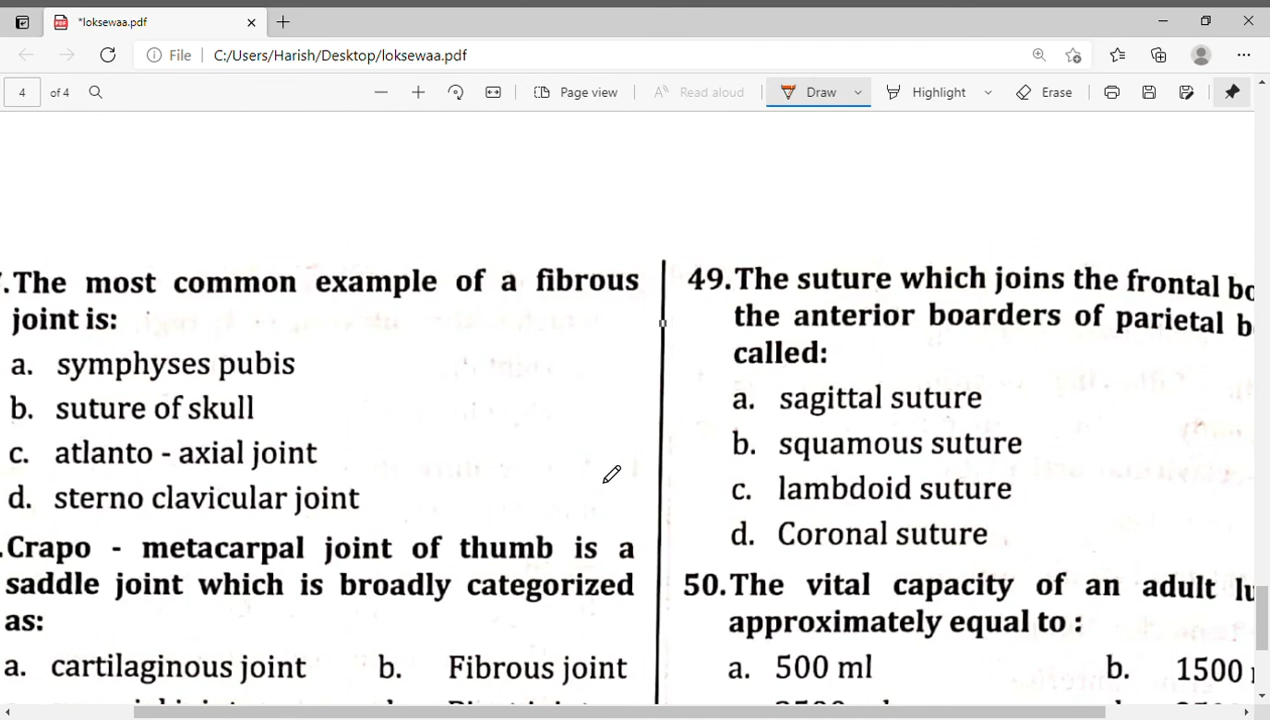 *loksewaa.pdf
File C:/Users/Harish/Desktop/loksewaa.pdf
4 of 4 Page view Read aloud Draw Highlight Erase
.The most common example of a fibrous
joint is:
a. symphyses pubis
b. suture of skull
c. atlanto - axial joint
d. sterno clavicular joint
.Crapo - metacarpal joint of thumb is a
saddle joint which is broadly categorized
as:
a. cartilaginous joint b. Fibrous joint
49.The suture which joins the frontal
the anterior boarders of parietal
called:
a. sagittal suture
b. squamous suture
c. lambdoid suture
d. Coronal suture
50.The vital capacity of an adult
approximately equal to :
a. 500 ml b. 1500